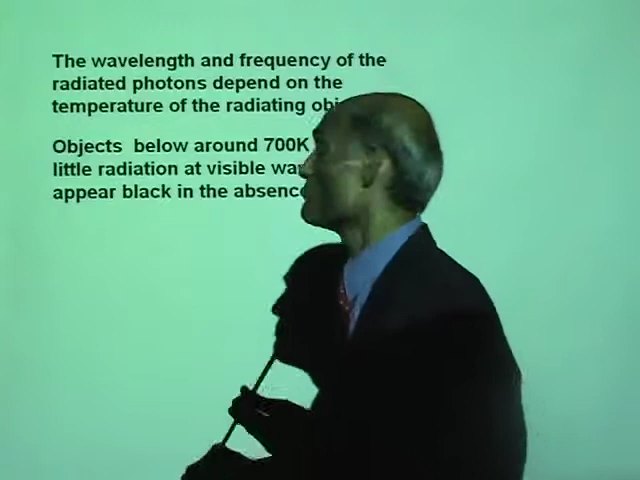 The wavelength and frequency of the
radiated photons depend on the
temperature of the radiating
Objects below around 700K
little radiation at visible
appear black in the absence